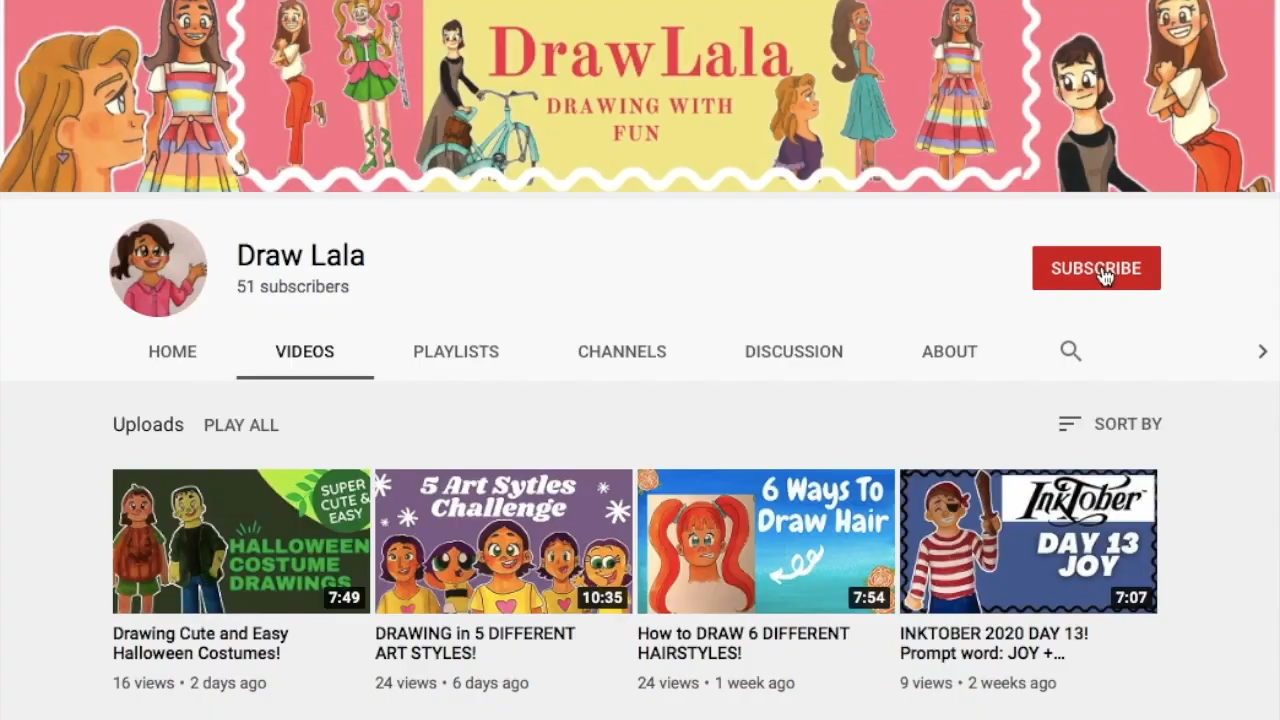 DrawLala
DRAWING WITH
FUN
Draw Lala
51 subscribers
SUBSCRIBE
HOME VIDEOS PLAYLISTS CHANNELS DISCUSSION ABOUT
Uploads PLAY ALL SORT BY
SUPER
CUTE &
EASY
HALLOWEEN
COSTUME
DRAWINGS
7:49
5 Art Sytles
Challenge
10:35
6 Ways To
Draw Hair
7:54
InkTober
DAY 13
JOY
7:07
Drawing Cute and Easy
Halloween Costumes!
16 views • 2 days ago
DRAWING in 5 DIFFERENT
ART STYLES!
24 views • 6 days ago
How to DRAW 6 DIFFERENT
HAIRSTYLES!
24 views • 1 week ago
INKTOBER 2020 DAY 13!
Prompt word: JOY +...
9 views • 2 weeks ago